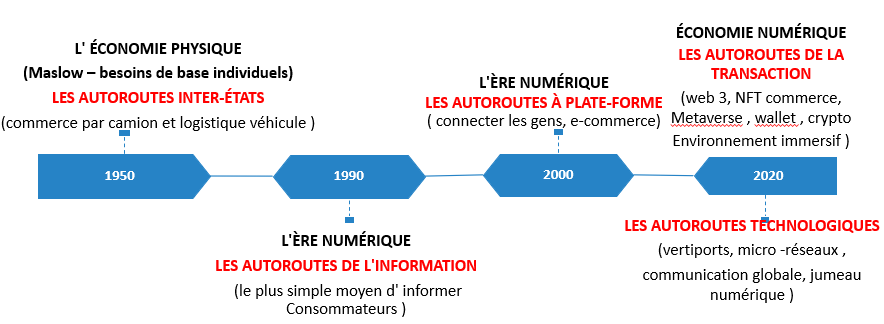 L' ÉCONOMIE PHYSIQUE
(Maslow – besoins de base individuels)
LES AUTOROUTES INTER-ÉTATS
(commerce par camion et logistique véhicule )
L'ÈRE NUMÉRIQUE
LES AUTOROUTES À PLATE-FORME
( connecter les gens, e-commerce)
ÉCONOMIE NUMÉRIQUE
LES AUTOROUTES DE LA
TRANSACTION
(web 3, NFT commerce,
Metaverse , wallet , crypto
Environnement immersif )
1950
1990
2000
2020
L'ÈRE NUMÉRIQUE
LES AUTOROUTES DE L'INFORMATION
(le plus simple moyen d' informer
Consommateurs )
LES AUTOROUTES TECHNOLOGIQUES
(vertiports, micro -réseaux ,
communication globale, jumeau
numérique )